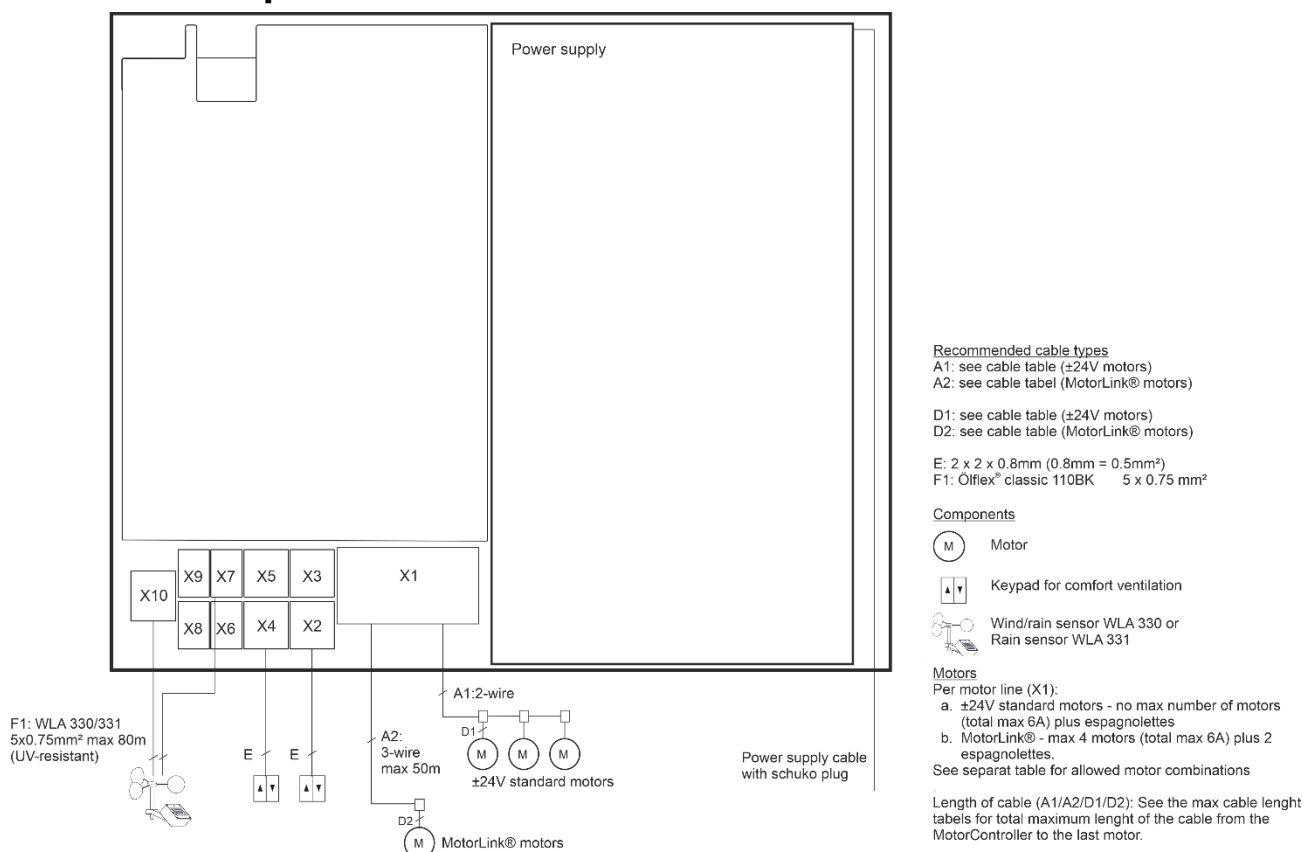 Power supply
X9
X7
X5
X3
X1
X10
X8
X6
X4
X2
A1:2-wire
F1: WLA 330/331
5x0.75mm² max 80m
(UV-resistant)
E
E
A2:
3-wire
max 50m
D1
M
M
M
±24V standard motors
Power supply cable
with schuko plug
D2
M
MotorLink® motors
Recommended cable types
A1: see cable table (±24V motors)
A2: see cable tabel (MotorLink® motors)
D1: see cable table (±24V motors)
D2: see cable table (MotorLink® motors)
E: 2 x 2 x 0.8mm (0.8mm = 0.5mm²)
F1: Ölflex® classic 110BK 5 x 0.75 mm²
Components
M Motor
Keypad for comfort ventilation
Wind/rain sensor WLA 330 or
Rain sensor WLA 331
Motors
Per motor line (X1):
a. ±24V standard motors - no max number of motors
(total max 6A) plus espagnolettes
b. MotorLink® - max 4 motors (total max 6A) plus 2
espagnolettes.
See separat table for allowed motor combinations
Length of cable (A1/A2/D1/D2): See the max cable lenght
tabels for total maximum lenght of the cable from the
MotorController to the last motor.